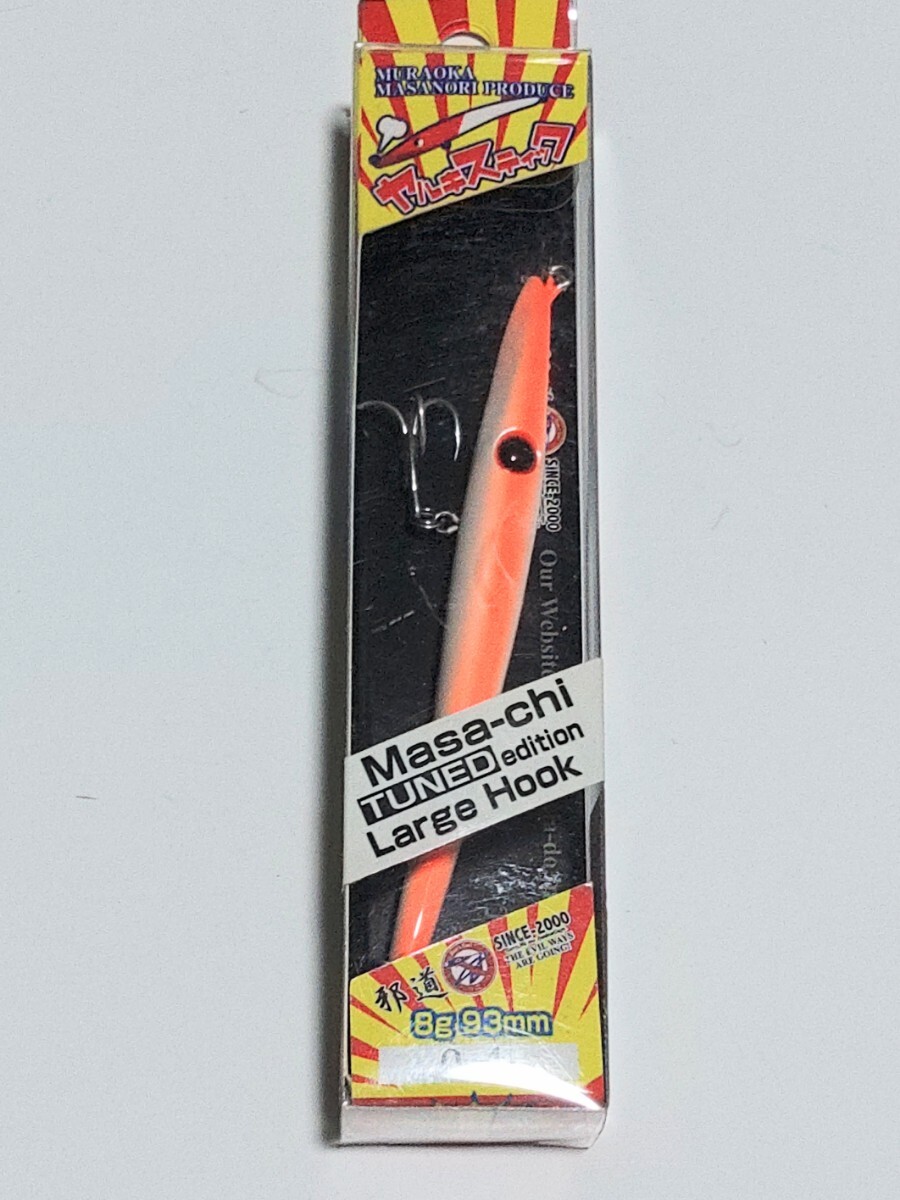 MURAOKA
MASANORI PRODUCE
ヤルキスティック
SINCE-2000
Our Website
Masa-chi
TUNED edition
Large Hook
SINCE-2000
THE EVIL WAYS
ARE GOING!
邪道
8g 93mm